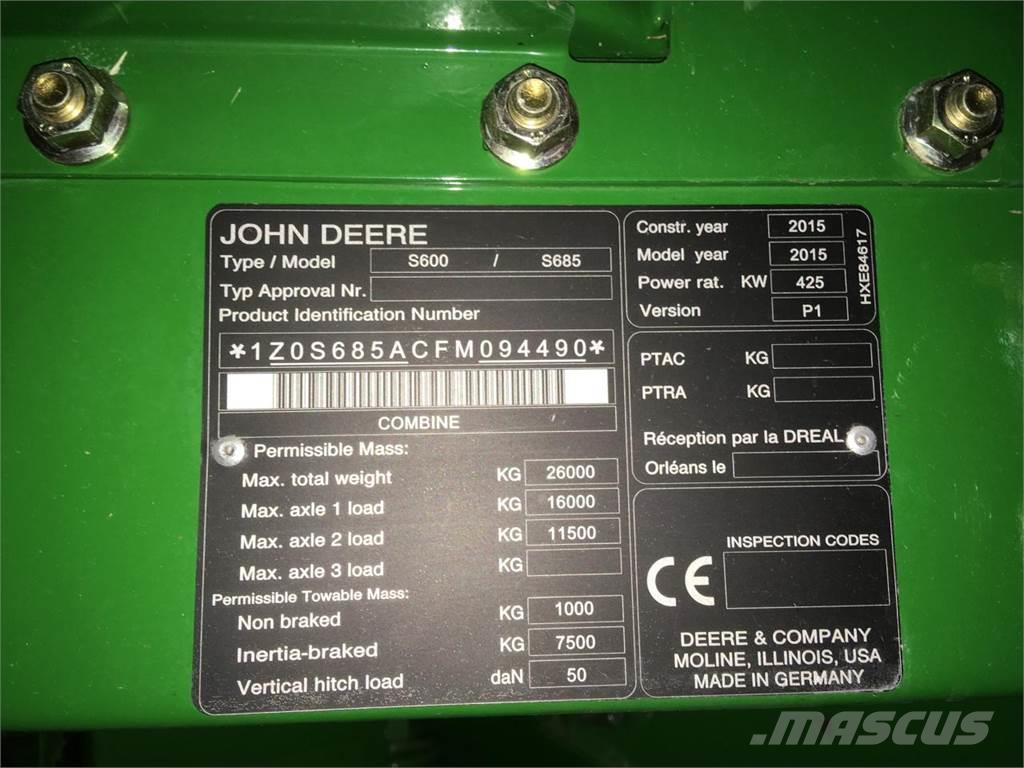 JOHN DEERE
Type / Model S600 / S685
Typ Approval Nr.
Product Identification Number
*1Z0S685ACFM094490*
COMBINE
Permissible Mass:
Max. total weight KG 26000
Max. axle 1 load KG 16000
Max. axle 2 load KG 11500
Max. axle 3 load KG
Permissible Towable Mass:
Non braked KG 1000
Inertia-braked KG 7500
Vertical hitch load daN 50
Constr. year 2015
Model year 2015
Power rat. KW 425
Version P1
HXE84617
PTAC KG
PTRA KG
Réception par la DREAL
Orléans le
CE
INSPECTION CODES
DEERE & COMPANY
MOLINE, ILLINOIS, USA
MADE IN GERMANY
MASCUS